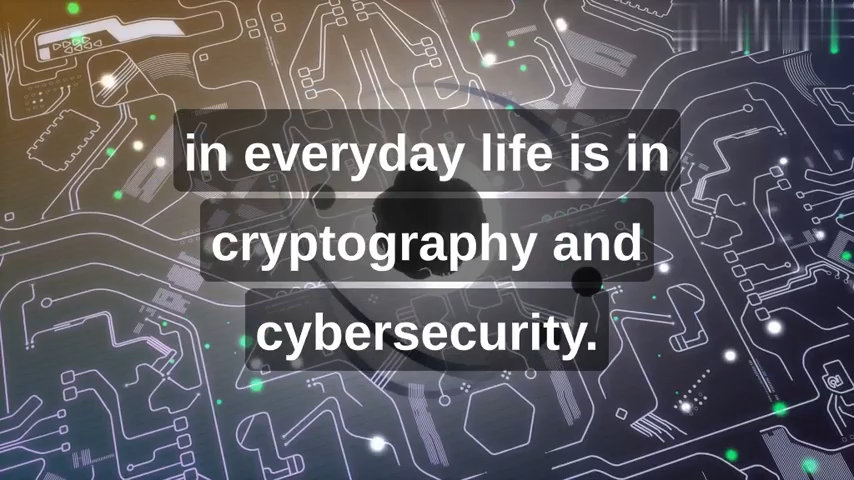 in everyday life is in
cryptography and
cybersecurity.